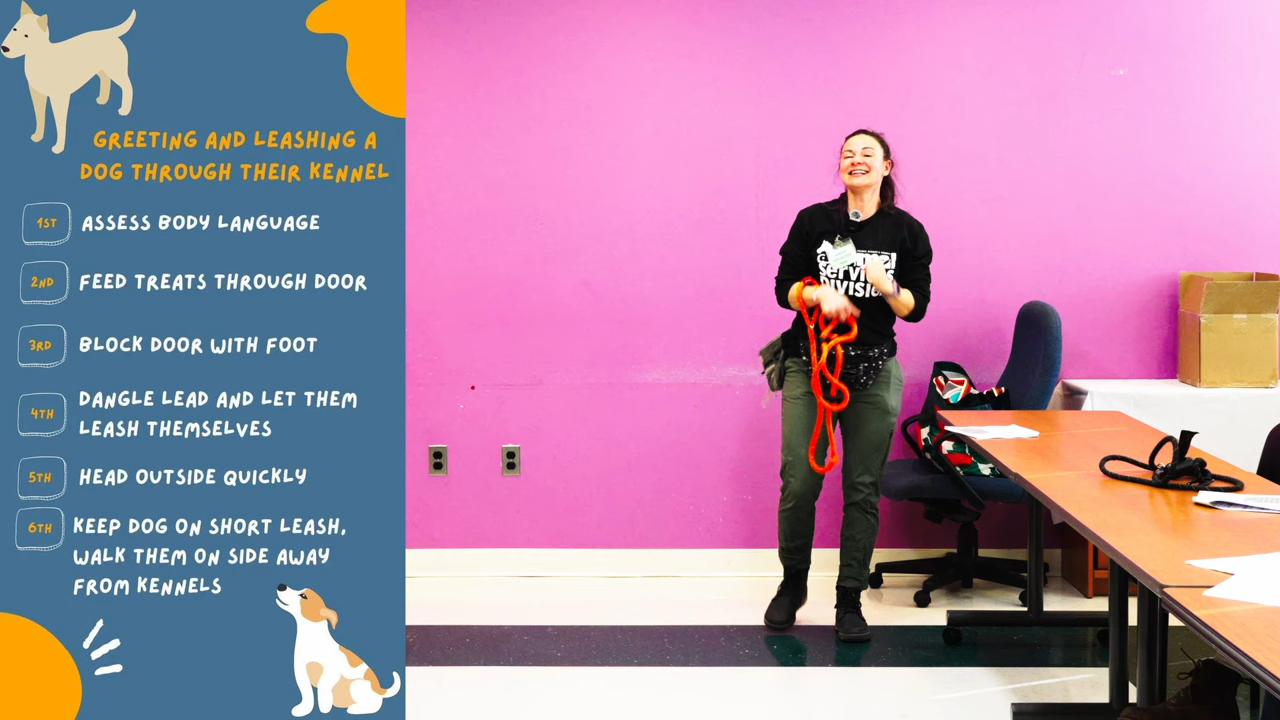 GREETING AND LEASHING A
DOG THROUGH THEIR KENNEL
1ST ASSESS BODY LANGUAGE
2ND FEED TREATS THROUGH DOOR
3RD BLOCK DOOR WITH FOOT
4TH DANGLE LEAD AND LET THEM
LEASH THEMSELVES
5TH HEAD OUTSIDE QUICKLY
6TH KEEP DOG ON SHORT LEASH,
WALK THEM ON SIDE AWAY
FROM KENNELS
services